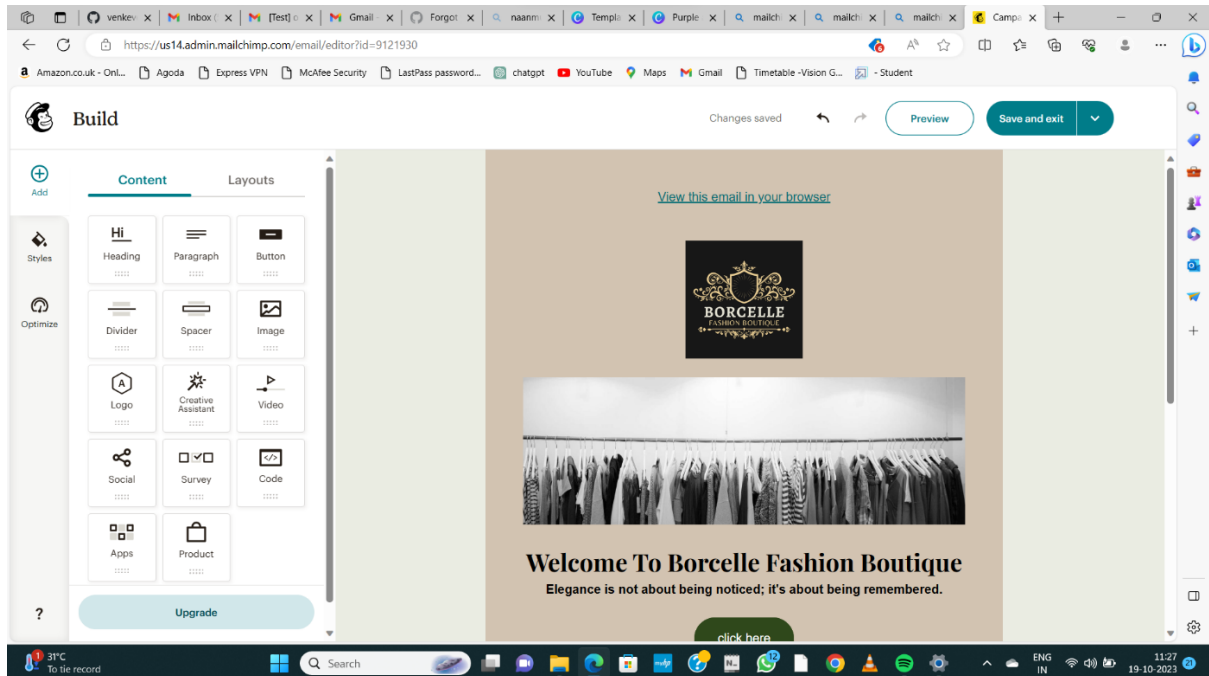 venkev
Inbox (
[Test]
Gmail -
Forgot
naanm
Templa
Purple
mailchi
mailchi
mailchi
Campa
https://us14.admin.mailchimp.com/email/editor?id=9121930
6
Amazon.co.uk - Onl...
Agoda
Express VPN
McAfee Security
LastPass password...
chatgpt
YouTube
Maps
Gmail
Timetable -Vision G...
- Student
Build
Changes saved
Preview
Save and exit
Add
Styles
Optimize
?
Content
Layouts
Hi
Heading
Paragraph
Button
Divider
Spacer
Image
A
Logo
Creative
Assistant
Video
Social
Survey
Code
Apps
Product
Upgrade
View this email in your browser
BORCELLE
FASHION BOUTIQUE
Welcome To Borcelle Fashion Boutique
Elegance is not about being noticed; it's about being remembered.
click here
1
31°C
To tie record
Search
ENG
IN
11:27
19-10-2023